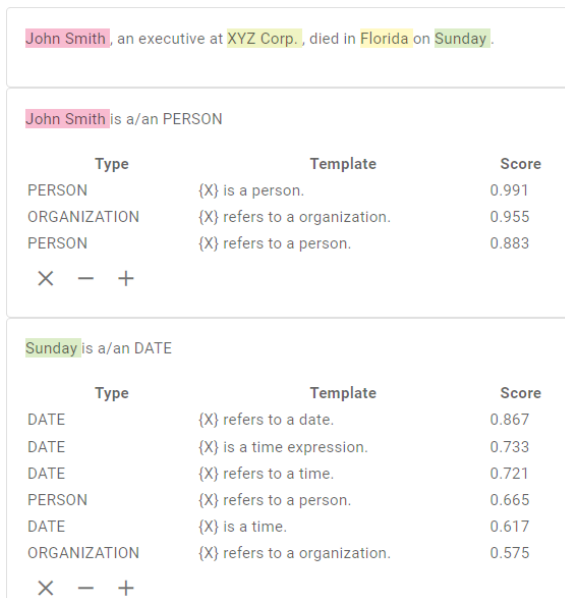 John Smith , an executive at XYZ Corp. , died in Florida on Sunday .
John Smith is a/an PERSON
Type Template Score
PERSON {X} is a person. 0.991
ORGANIZATION {X} refers to a organization. 0.955
PERSON {X} refers to a person. 0.883
× − +
Sunday is a/an DATE
Type Template Score
DATE {X} refers to a date. 0.867
DATE {X} is a time expression. 0.733
DATE {X} refers to a time. 0.721
PERSON {X} refers to a person. 0.665
DATE {X} is a time. 0.617
ORGANIZATION {X} refers to a organization. 0.575
× − +